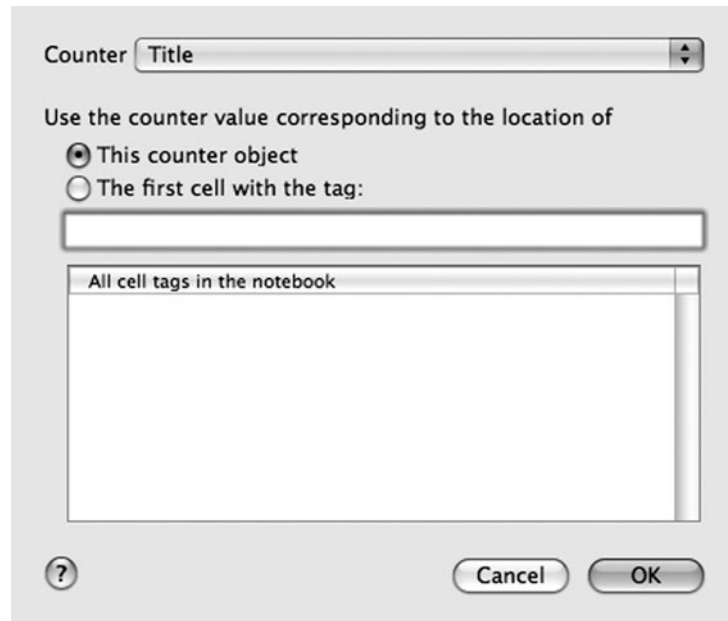 Counter Title
Use the counter value corresponding to the location of
This counter object
The first cell with the tag:
All cell tags in the notebook
? Cancel OK